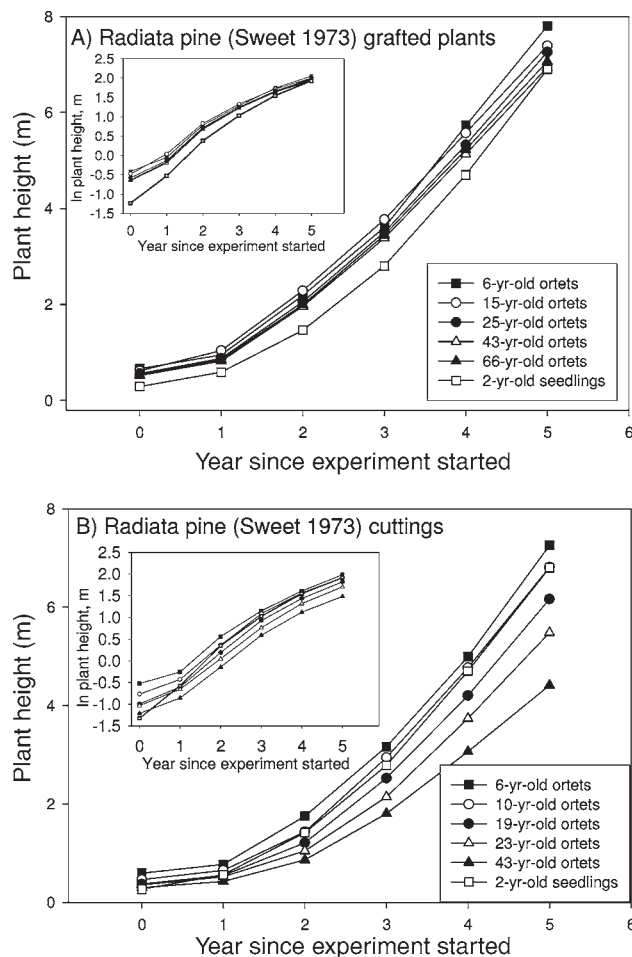 A) Radiata pine (Sweet 1973) grafted plants
Plant height (m)
8
6
4
2
0
ln plant height, m
2.5
2.0
1.5
1.0
0.5
0.0
-0.5
-1.0
-1.5
0 1 2 3 4 5
Year since experiment started
6-yr-old ortets
15-yr-old ortets
25-yr-old ortets
43-yr-old ortets
66-yr-old ortets
2-yr-old seedlings
0 1 2 3 4 5 6
Year since experiment started
B) Radiata pine (Sweet 1973) cuttings
Plant height (m)
8
6
4
2
0
ln plant height, m
2.5
2.0
1.5
1.0
0.5
0.0
-0.5
-1.0
-1.5
0 1 2 3 4 5
Year since experiment started
6-yr-old ortets
10-yr-old ortets
19-yr-old ortets
23-yr-old ortets
43-yr-old ortets
2-yr-old seedlings
0 1 2 3 4 5 6
Year since experiment started